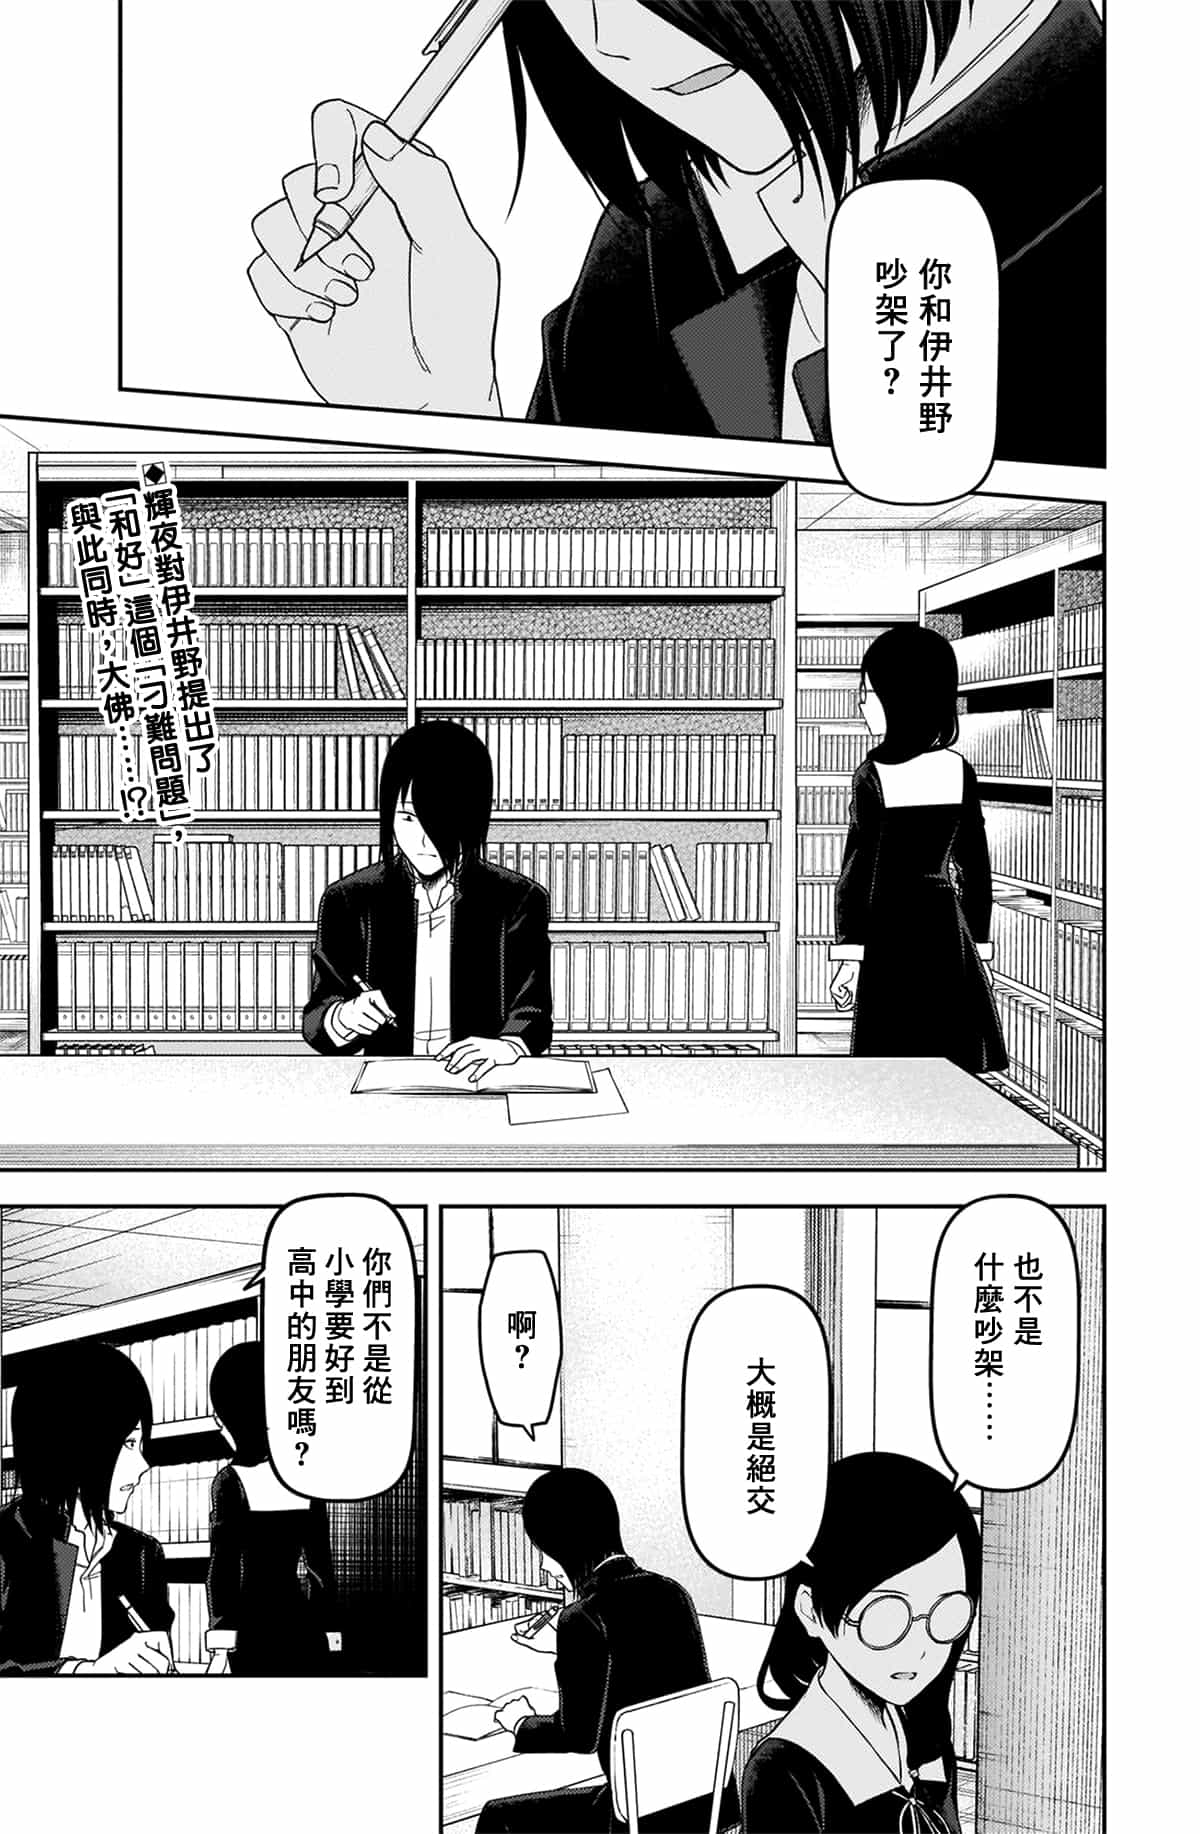 你和伊井野
吵架了?
◆輝夜對伊井野提出了
「和好」這個「刁難問題」,
與此同時,大佛……!?
也不是
什麼吵架……
大概是絕交
啊?
你們不是從
小學要好到
高中的朋友嗎?